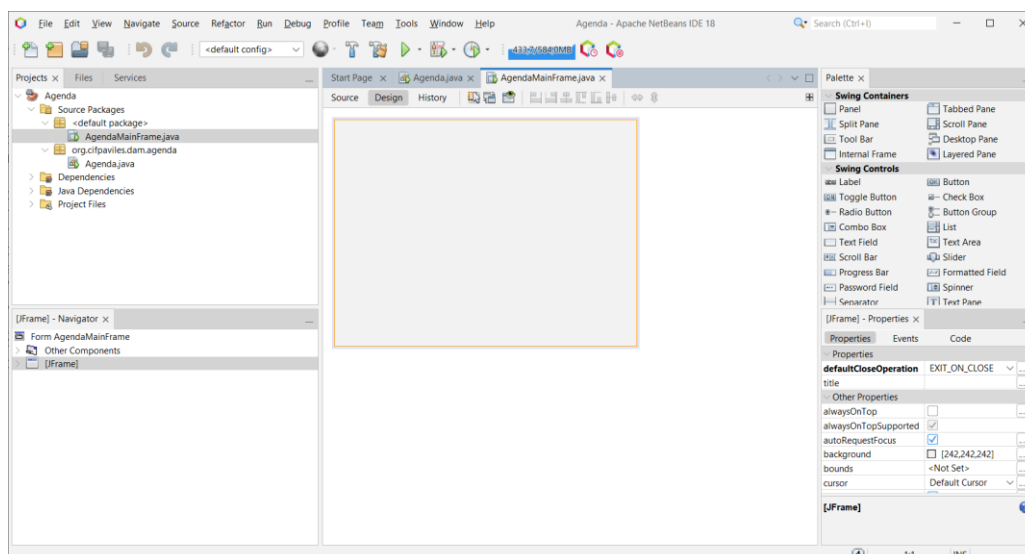 File Edit View Navigate Source Refactor Run Debug Profile Team Tools Window Help Agenda - Apache NetBeans IDE 18 Search (Ctrl+I)
<default config> 433.7/584.0MB
Projects Files Services
Agenda
Source Packages
<default package>
AgendaMainFrame.java
org.cifpaviles.dam.agenda
Agenda.java
Dependencies
Java Dependencies
Project Files
[JFrame] - Navigator
Form AgendaMainFrame
Other Components
[JFrame]
Start Page Agenda.java AgendaMainFrame.java
Source Design History
Palette
Swing Containers
Panel Tabbed Pane
Split Pane Scroll Pane
Tool Bar Desktop Pane
Internal Frame Layered Pane
Swing Controls
Label Button
Toggle Button Check Box
Radio Button Button Group
Combo Box List
Text Field Text Area
Scroll Bar Slider
Progress Bar Formatted Field
Password Field Spinner
Separator Text Pane
[JFrame] - Properties
Properties Events Code
Properties
defaultCloseOperation EXIT_ON_CLOSE
title
Other Properties
alwaysOnTop
alwaysOnTopSupported
autoRequestFocus
background [242,242,242]
bounds <Not Set>
cursor Default Cursor
[JFrame]
1:1 INS